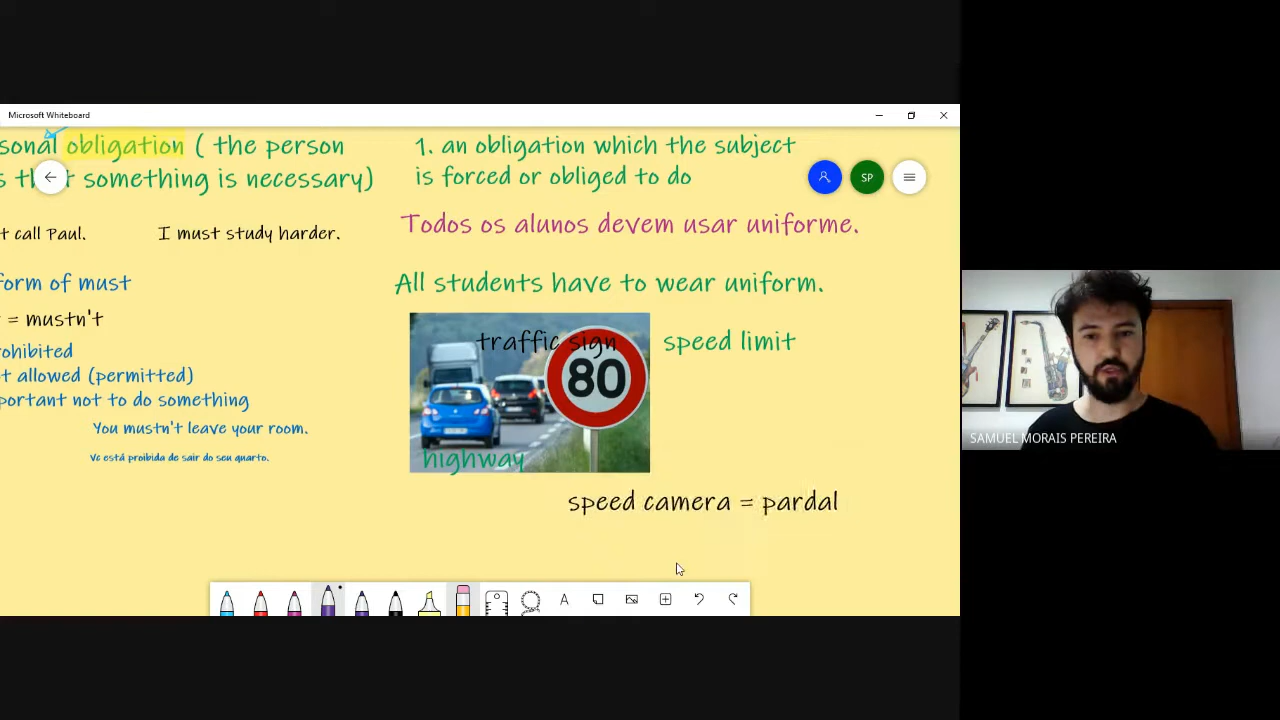 Microsoft Whiteboard
sonal obligation ( the person
something is necessary)
t call Paul.
I must study harder.
form of must
= mustn't
rohibited
t allowed (permitted)
portant not to do something
You mustn't leave your room.
Vc está proibida de sair do seu quarto.
1. an obligation which the subject
is forced or obliged to do
SP
Todos os alunos devem usar uniforme.
All students have to wear uniform.
traffic sign
80
speed limit
highway
speed camera = pardal
A
SAMUEL MORAIS PEREIRA